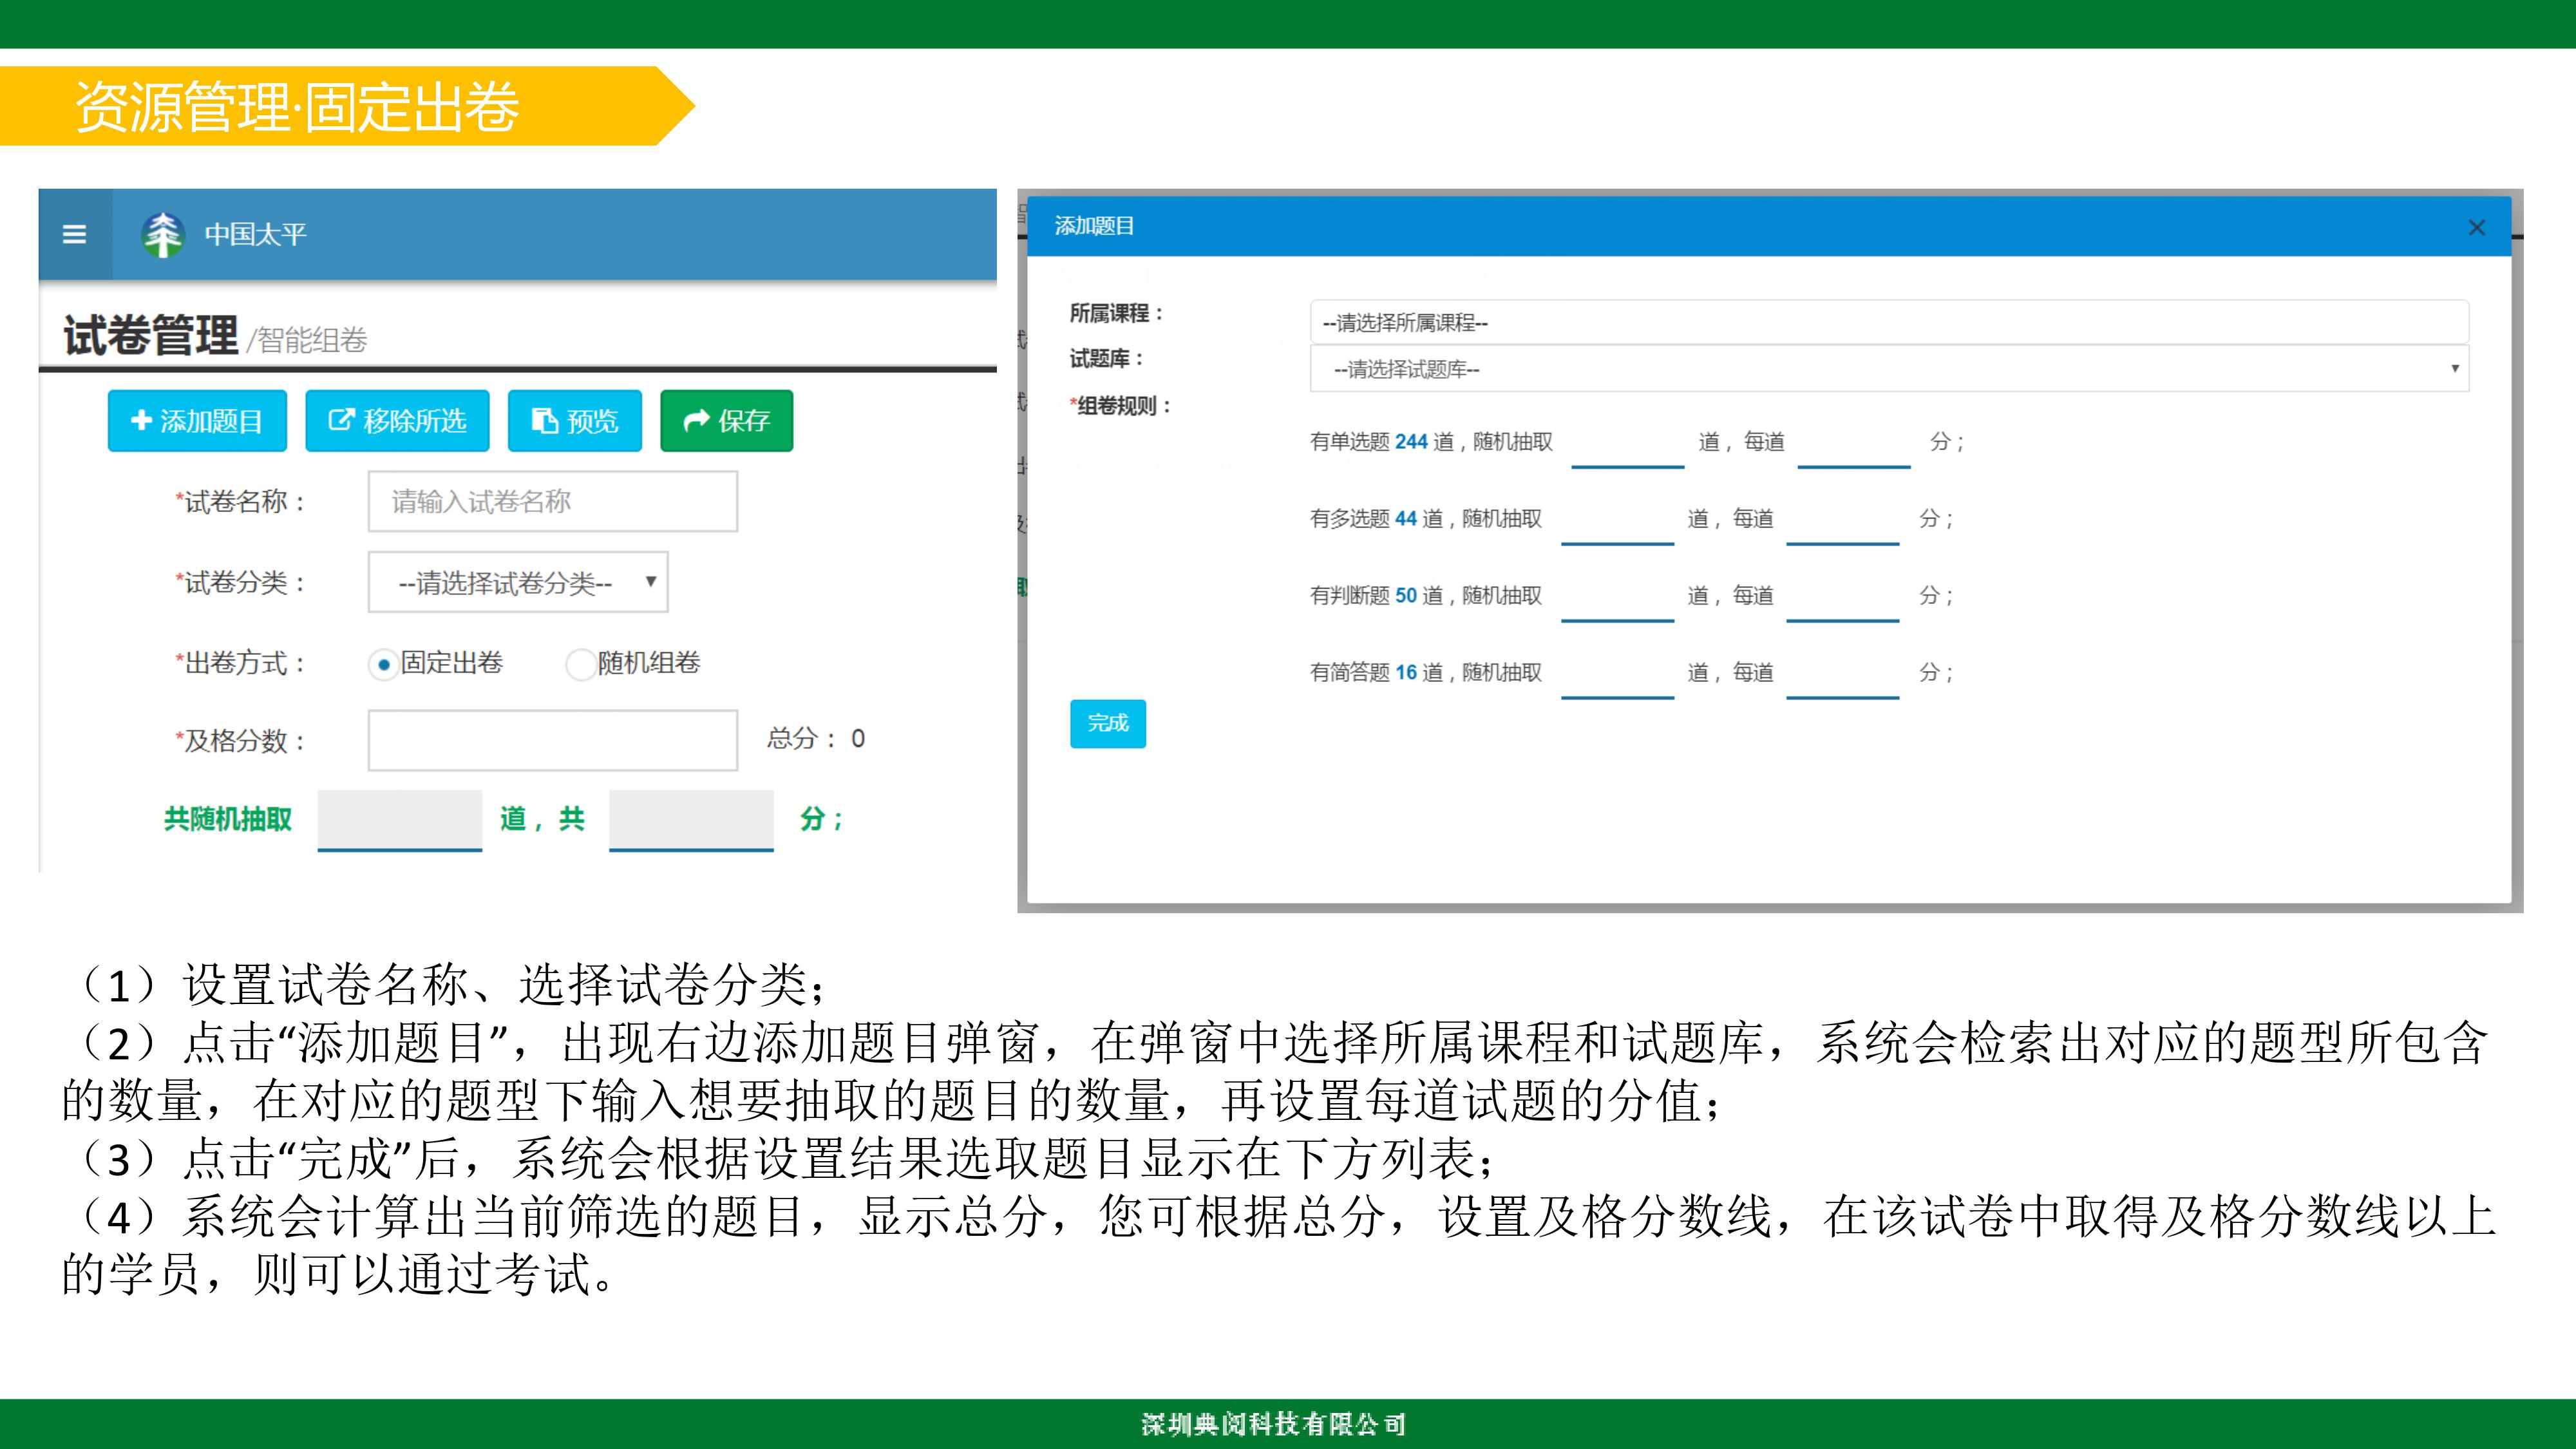 资源管理·固定出卷
中国太平
试卷管理 /智能组卷
添加题目 移除所选 预览 保存
*试卷名称： 请输入试卷名称
*试卷分类： --请选择试卷分类--
*出卷方式： 固定出卷 随机组卷
*及格分数： 总分： 0
共随机抽取 道，共 分；
添加题目
所属课程： --请选择所属课程--
试题库： --请选择试题库--
*组卷规则：
有单选题 244 道，随机抽取 道，每道 分；
有多选题 44 道，随机抽取 道，每道 分；
有判断题 50 道，随机抽取 道，每道 分；
有简答题 16 道，随机抽取 道，每道 分；
完成
（1）设置试卷名称、选择试卷分类；
（2）点击“添加题目”，出现右边添加题目弹窗，在弹窗中选择所属课程和试题库，系统会检索出对应的题型所包含
的数量，在对应的题型下输入想要抽取的题目的数量，再设置每道试题的分值；
（3）点击“完成”后，系统会根据设置结果选取题目显示在下方列表；
（4）系统会计算出当前筛选的题目，显示总分，您可根据总分，设置及格分数线，在该试卷中取得及格分数线以上
的学员，则可以通过考试。
深圳典阅科技有限公司